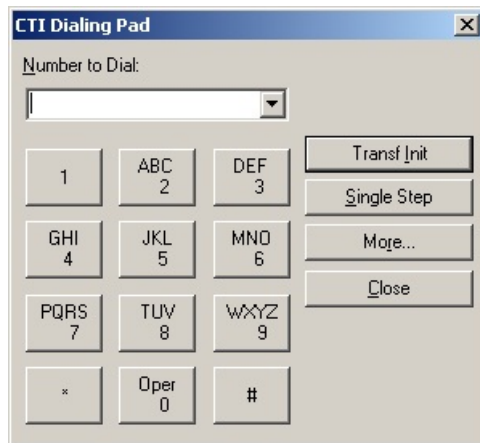 CTI Dialing Pad
Number to Dial:
1
ABC
2
DEF
3
GHI
4
JKL
5
MNO
6
PQRS
7
TUV
8
WXYZ
9
*
Oper
0
#
Transf Init
Single Step
More...
Close